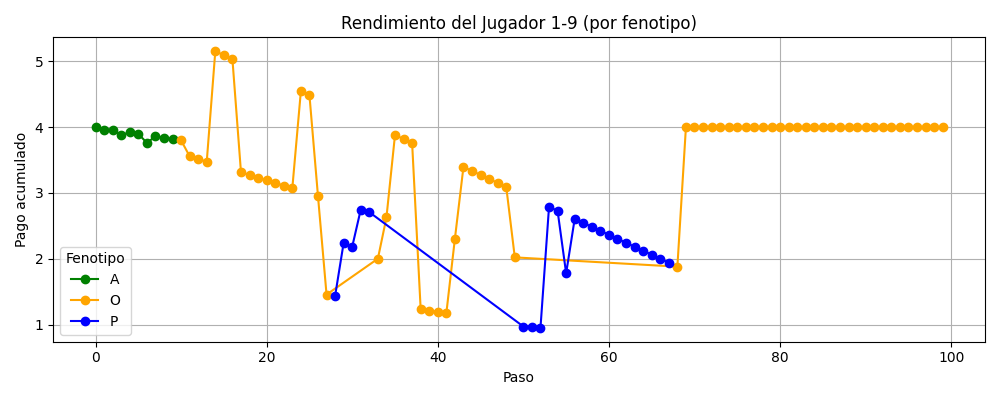 Rendimiento del Jugador 1-9 (por fenotipo)
Pago acumulado
5
4
3
2
1
Fenotipo
A
O
P
0 20 40 60 80 100
Paso